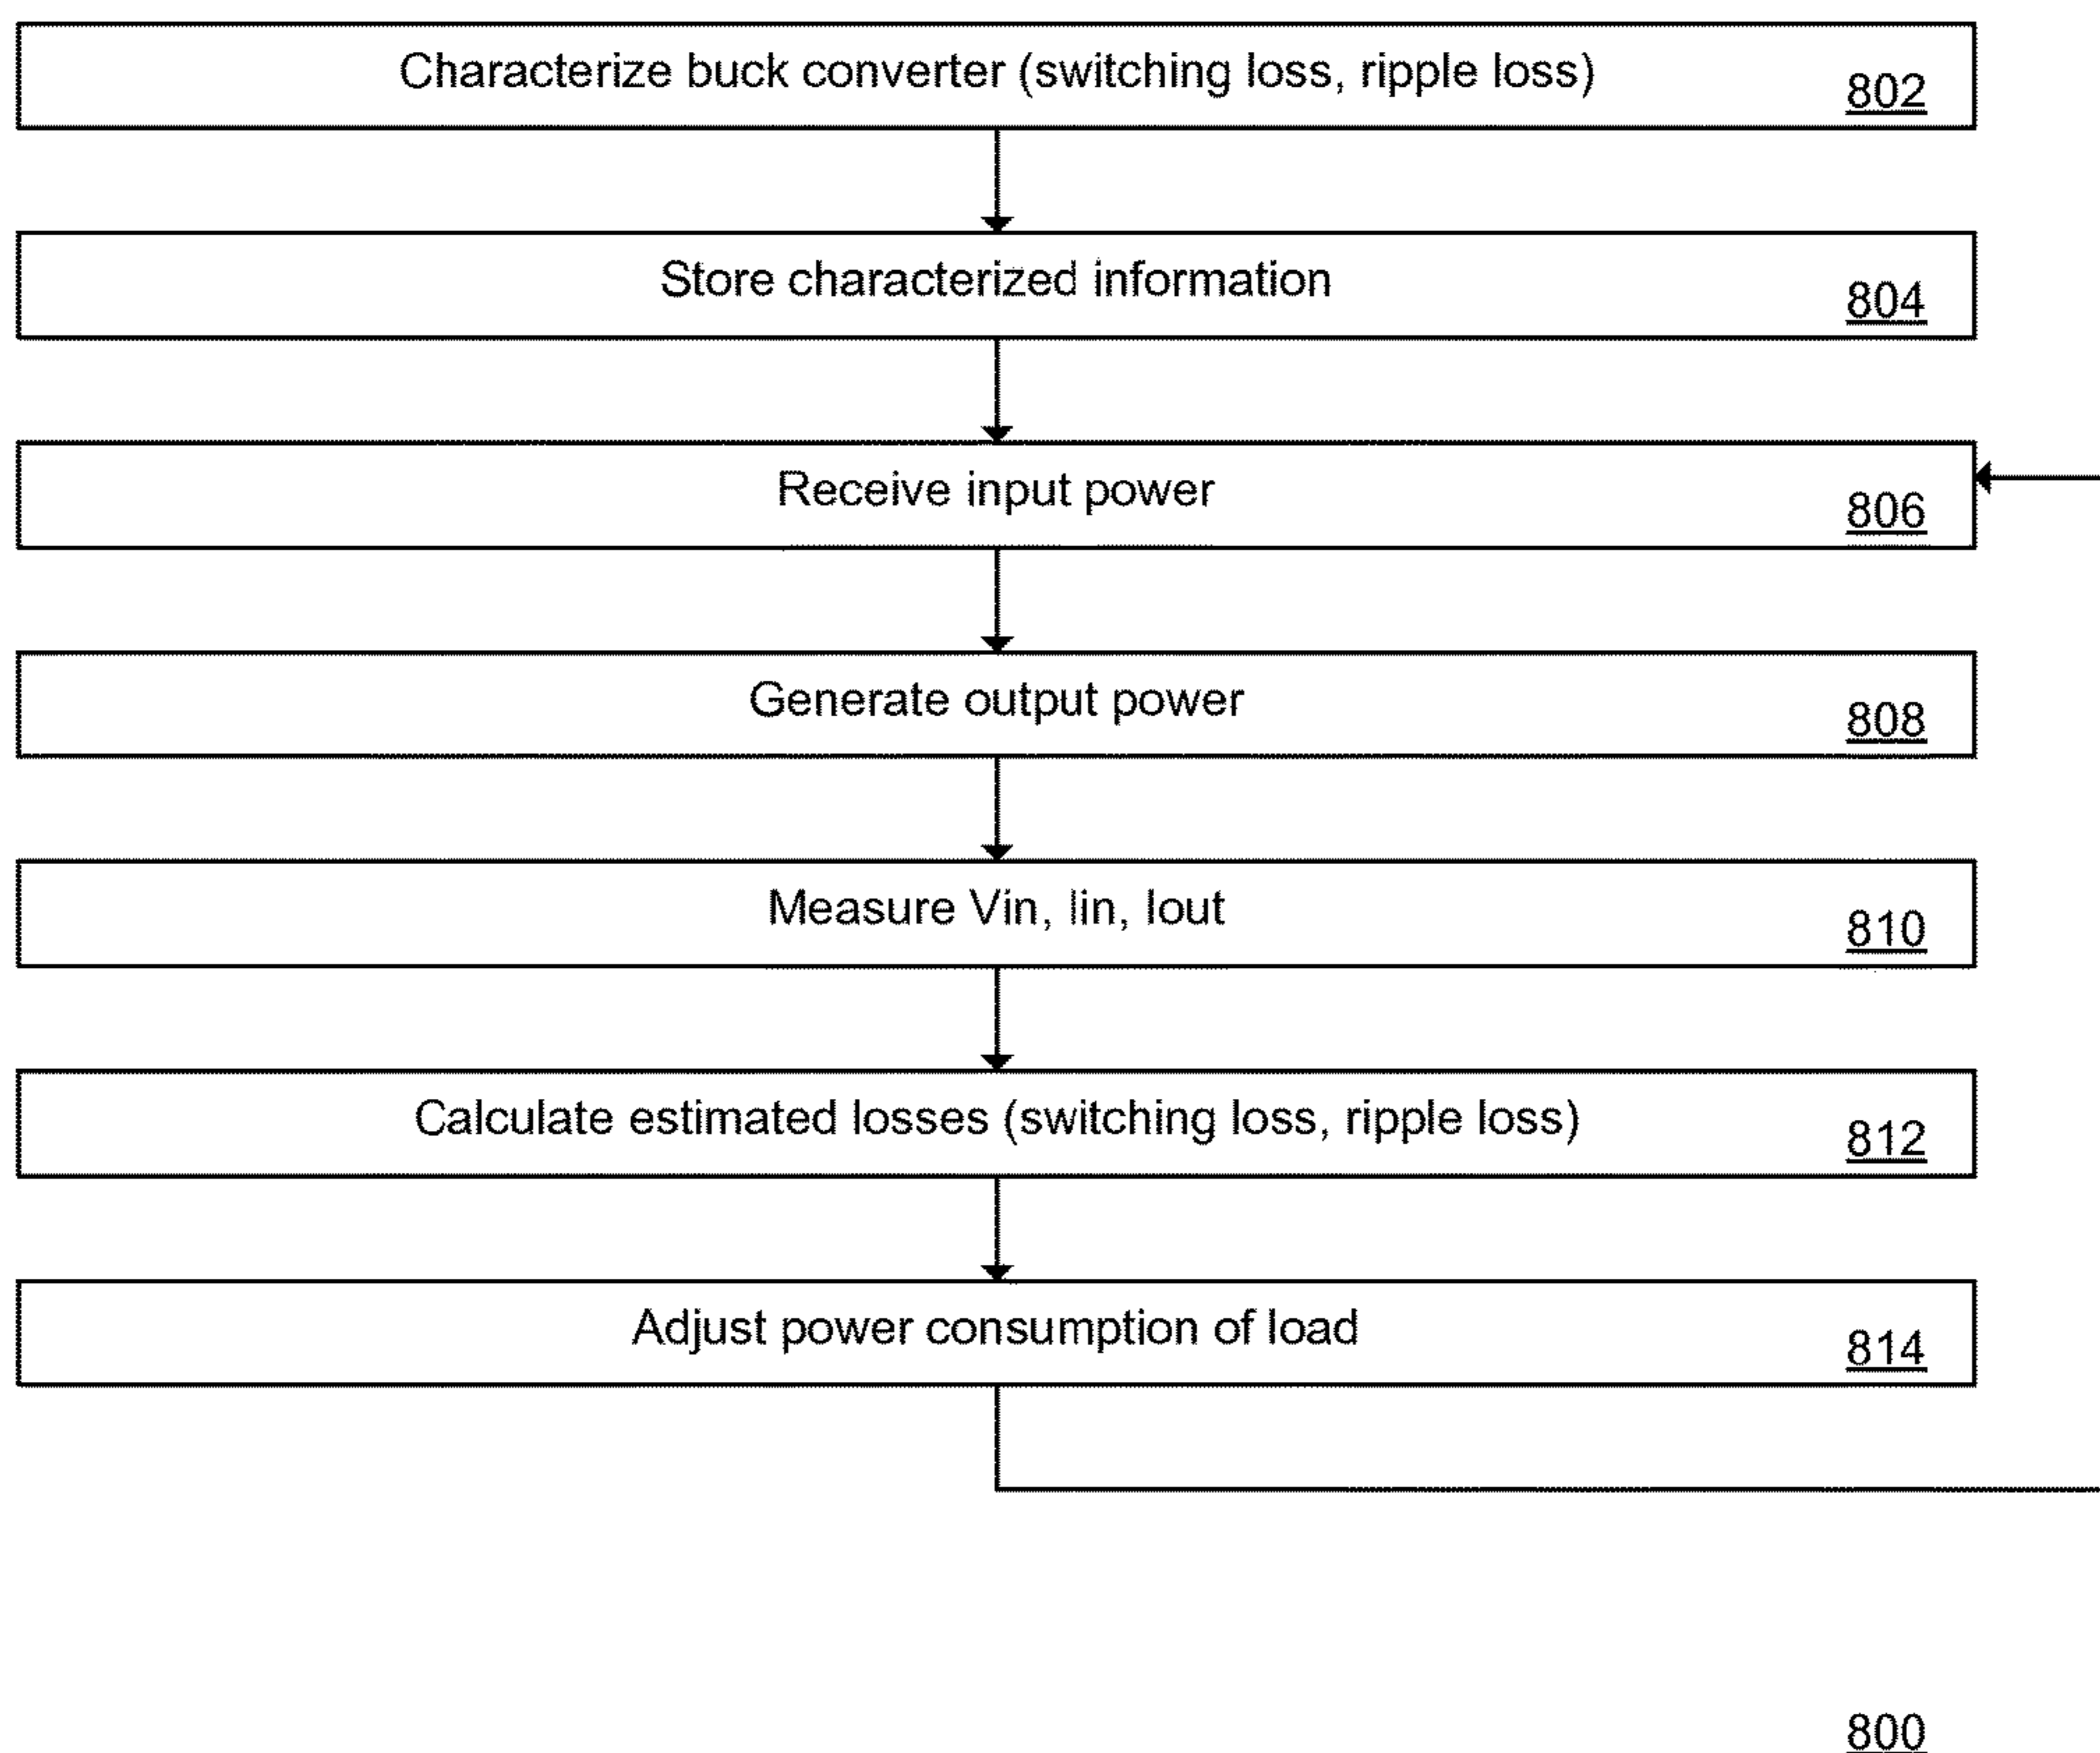 Characterize buck converter (switching loss, ripple loss)
802
Store characterized information
804
Receive input power
806
Generate output power
808
Measure Vin, Iin, Iout
810
Calculate estimated losses (switching loss, ripple loss)
812
Adjust power consumption of load
814
800